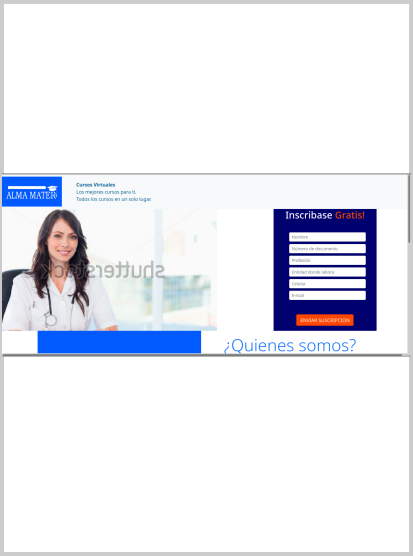 ALMA MATER
Cursos Virtuales
Los mejores cursos para ti.
Todos los cursos en un solo lugar.
Inscribase Gratis!
Nombre
Número de documento
Profesión
Entidad donde labora
Celular
E-mail
ENVIAR SUSCRIPCION
shutterstock
¿Quienes somos?